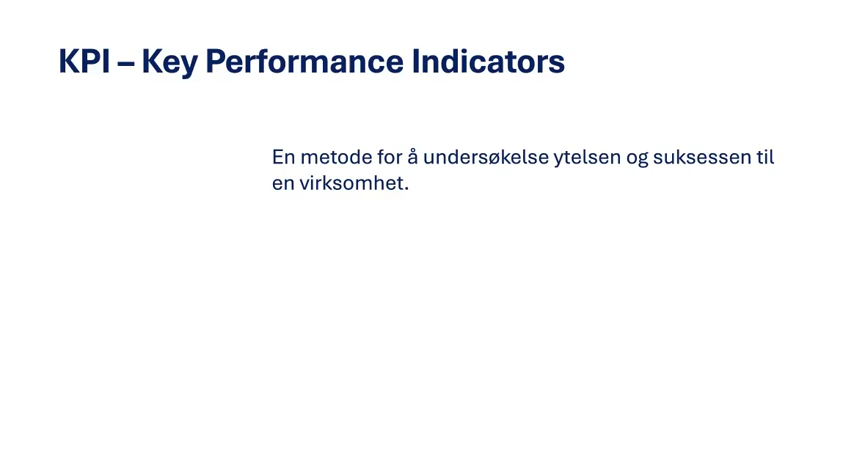 KPI – Key Performance Indicators
En metode for å undersøkelse ytelsen og suksessen til
en virksomhet.